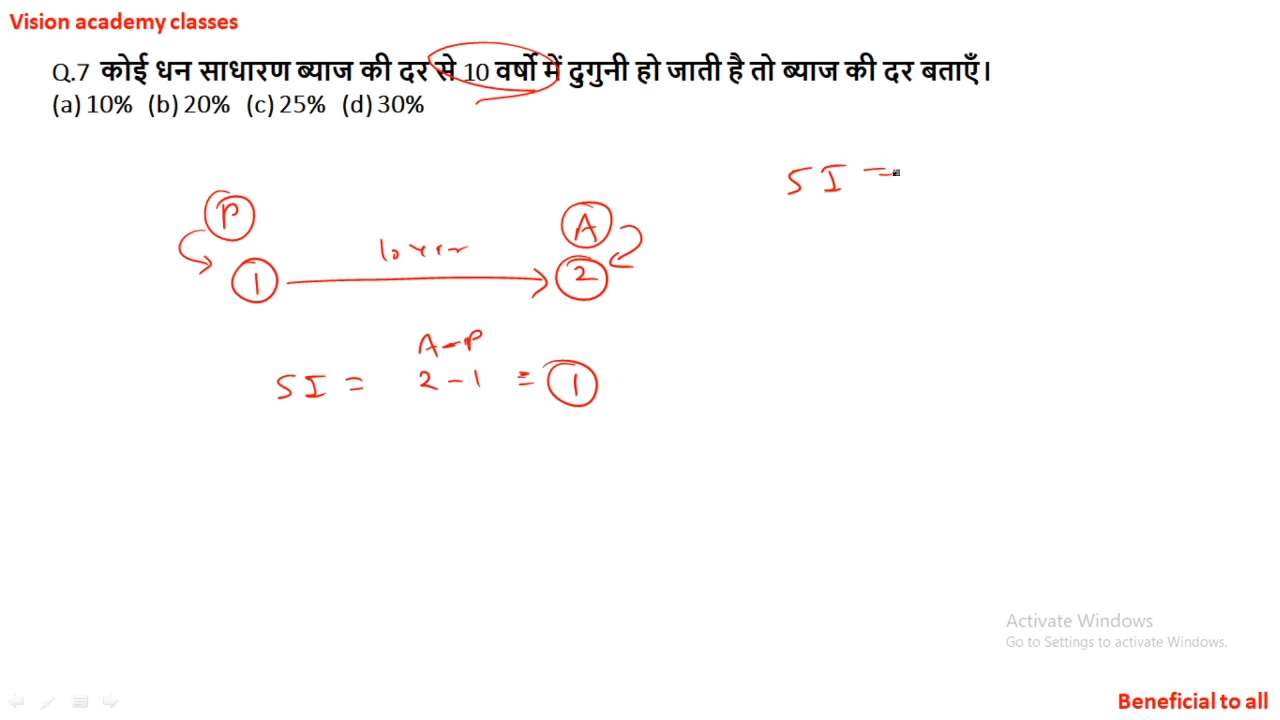 Vision academy classes
Q.7 कोई धन साधारण ब्याज की दर से 10 वर्षो में दुगुनी हो जाती है तो ब्याज की दर बताएँ।
(a) 10% (b) 20% (c) 25% (d) 30%
SI =
P
A
10 year
1
2
A-P
SI = 2-1 = 1
Activate Windows
Go to Settings to activate Windows.
Beneficial to all